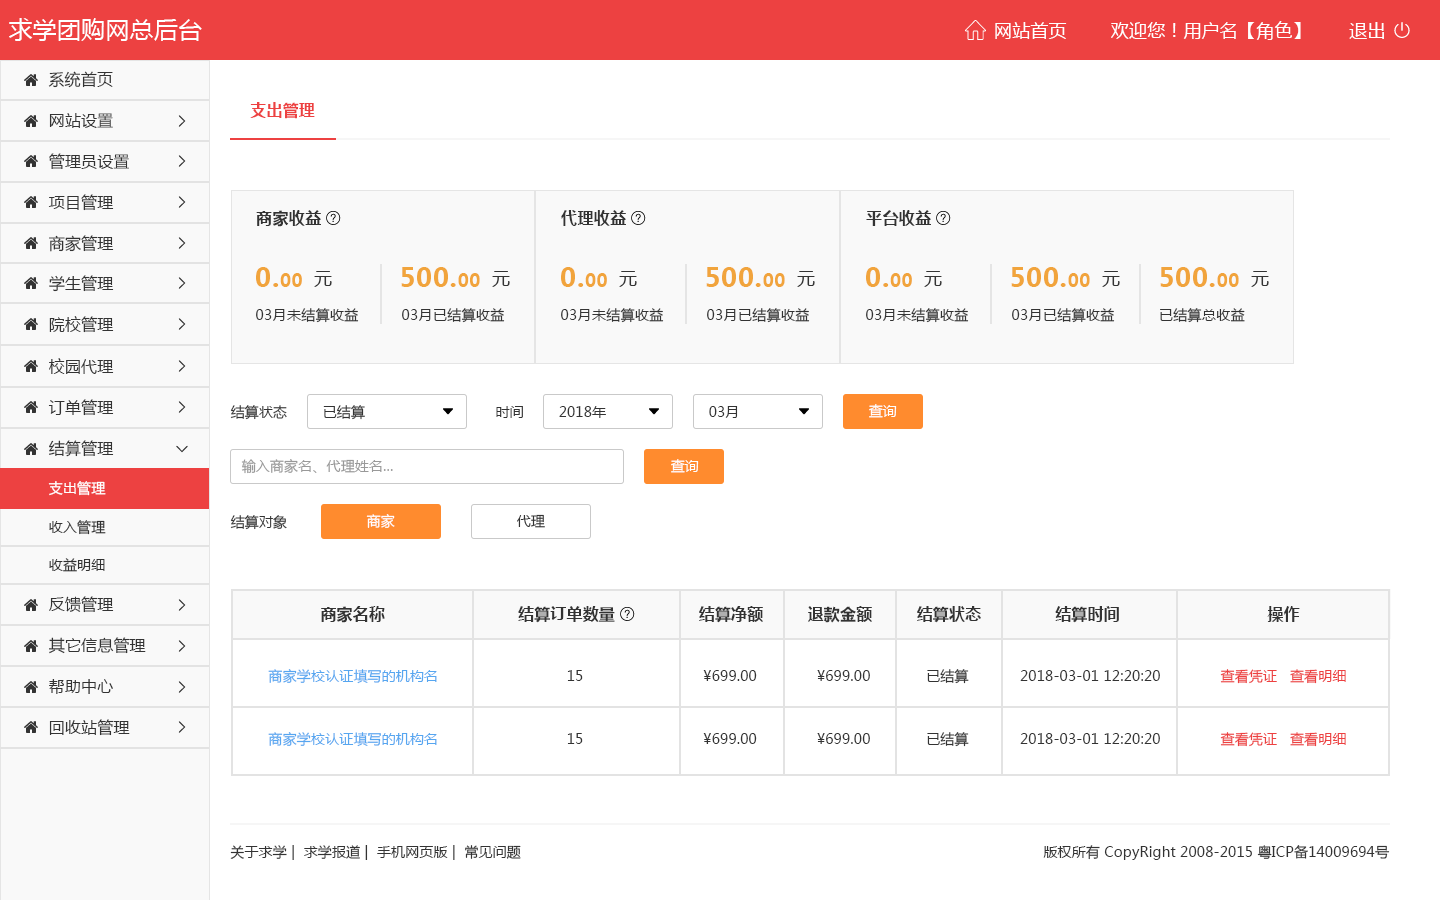 求学团购网总后台
网站首页
欢迎您！用户名【角色】
退出
系统首页
网站设置
管理员设置
项目管理
商家管理
学生管理
院校管理
校园代理
订单管理
结算管理
支出管理
收入管理
收益明细
反馈管理
其它信息管理
帮助中心
回收站管理
支出管理
商家收益 ?
0.00 元
03月未结算收益
500.00 元
03月已结算收益
代理收益 ?
0.00 元
03月未结算收益
500.00 元
03月已结算收益
平台收益 ?
0.00 元
03月未结算收益
500.00 元
03月已结算收益
500.00 元
已结算总收益
结算状态 已结算 时间 2018年 03月 查询
输入商家名、代理姓名... 查询
结算对象 商家 代理
商家名称 结算订单数量 ? 结算净额 退款金额 结算状态 结算时间 操作
商家学校认证填写的机构名 15 ¥699.00 ¥699.00 已结算 2018-03-01 12:20:20 查看凭证 查看明细
商家学校认证填写的机构名 15 ¥699.00 ¥699.00 已结算 2018-03-01 12:20:20 查看凭证 查看明细
关于求学 | 求学报道 | 手机网页版 | 常见问题
版权所有 CopyRight 2008-2015 粤ICP备14009694号